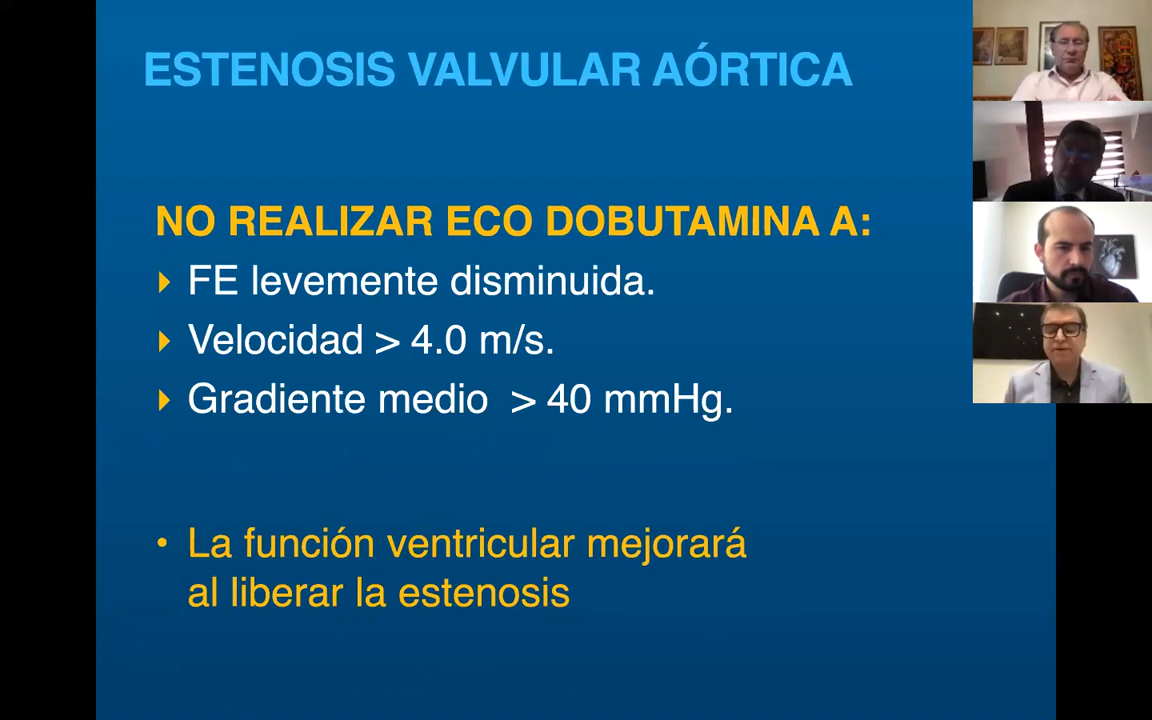 ESTENOSIS VALVULAR AÓRTICA
NO REALIZAR ECO DOBUTAMINA A:
FE levemente disminuida.
Velocidad > 4.0 m/s.
Gradiente medio > 40 mmHg.
• La función ventricular mejorará
al liberar la estenosis